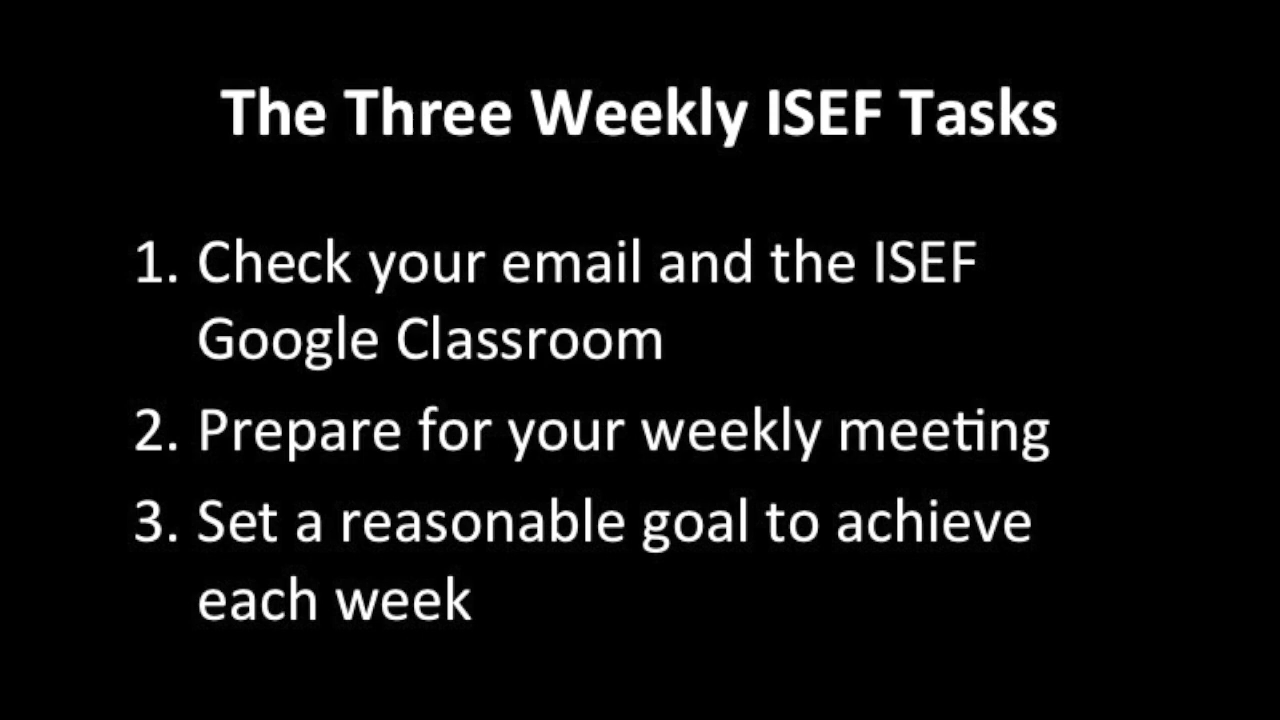 The Three Weekly ISEF Tasks
1. Check your email and the ISEF
Google Classroom
2. Prepare for your weekly meeting
3. Set a reasonable goal to achieve
each week